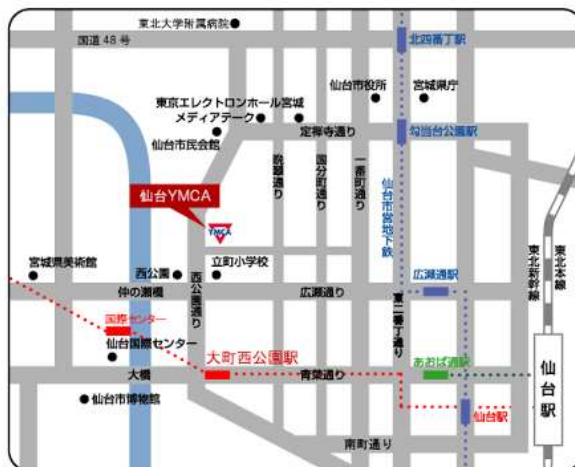 東北大学附属病院
国道48号
北四番丁駅
仙台市役所
宮城県庁
東京エレクトロンホール宮城
メディアテーク
定禅寺通り
勾当台公園駅
仙台市民会館
晩翠通り
国分町通り
一番町通り
仙台市営地下鉄
仙台YMCA
YMCA
東北新幹線
東北本線
宮城県美術館
西公園
立町小学校
西公園通り
広瀬通駅
仲の瀬橋
広瀬通り
東二番丁通り
国際センター
仙台国際センター
大町西公園駅
あおば通駅
仙台駅
大橋
青葉通り
仙台市博物館
仙台駅
南町通り